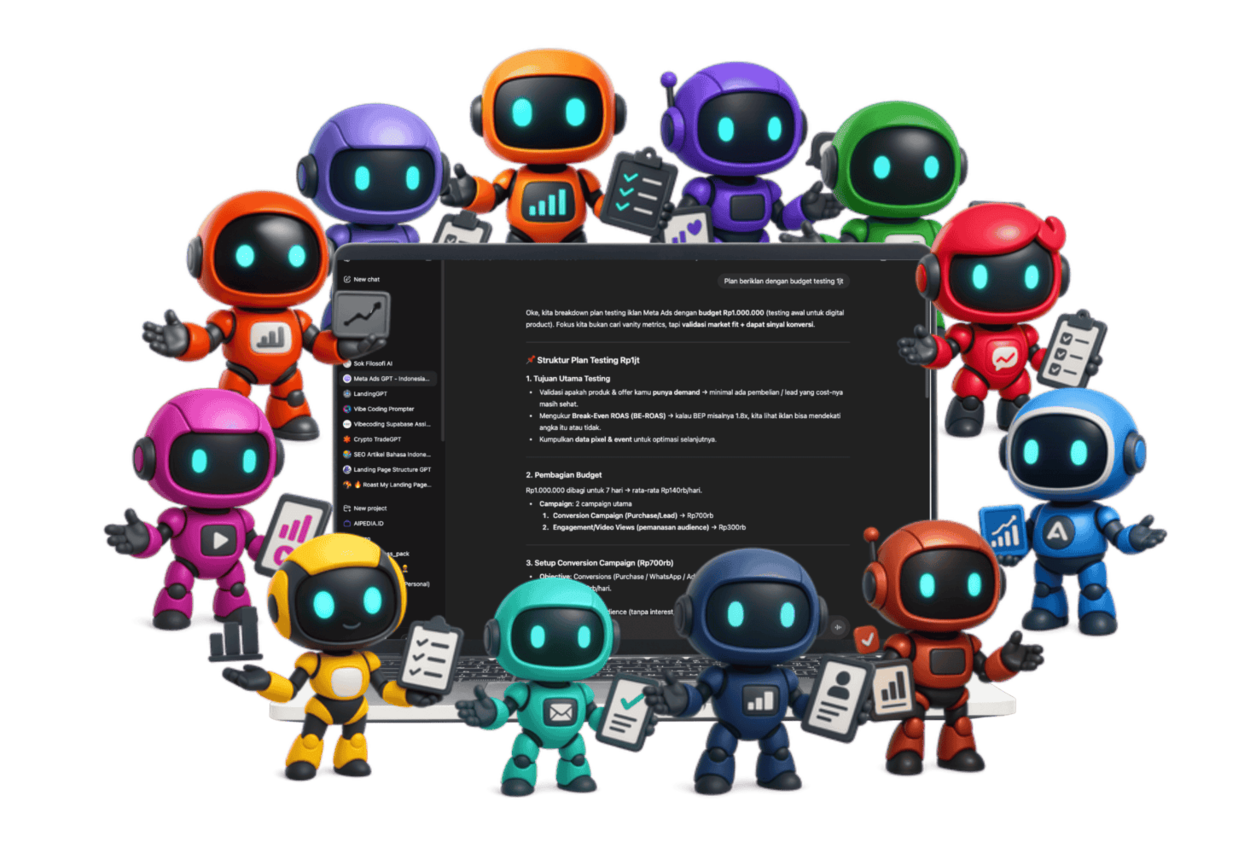 New chat
Sok Filosofi AI
Meta Ads GPT - Indonesia...
LandingGPT
Vibe Coding Prompter
Vibecoding Supabase Assi...
Crypto TradeGPT
SEO Artikel Bahasa Indone...
Landing Page Structure GPT
🔥 Roast My Landing Page...
New project
AIPEDIA.ID
ss_pack
Personal)
Plan beriklan dengan budget testing 1jt
Oke, kita breakdown plan testing iklan Meta Ads dengan budget Rp1.000.000 (testing awal untuk digital
product). Fokus kita bukan cari vanity metrics, tapi validasi market fit + dapat sinyal konversi.
📌 Struktur Plan Testing Rp1jt
1. Tujuan Utama Testing
• Validasi apakah produk & offer kamu punya demand → minimal ada pembelian / lead yang cost-nya
masih sehat.
• Mengukur Break-Even ROAS (BE-ROAS) → kalau BEP misalnya 1.8x, kita lihat iklan bisa mendekati
angka itu atau tidak.
• Kumpulkan data pixel & event untuk optimasi selanjutnya.
2. Pembagian Budget
Rp1.000.000 dibagi untuk 7 hari → rata-rata Rp140rb/hari.
• Campaign: 2 campaign utama
1. Conversion Campaign (Purchase/Lead) → Rp700rb
2. Engagement/Video Views (pemanasan audience) → Rp300rb
3. Setup Conversion Campaign (Rp700rb)
• Objective: Conversions (Purchase / WhatsApp / Ad
rb/hari.
dience (tanpa interest,
A